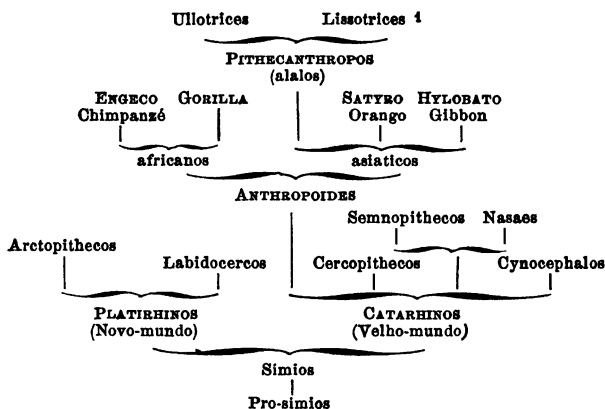 Ullotrices Lissotrices 1
PITHECANTHROPOS
(alalos)
ENGECO GORILLA SATYRO HYLOBATO
Chimpanzé Orango Gibbon
africanos asiaticos
ANTHROPOIDES
Semnopithecos Nasaes
Arctopithecos
Labidocercos Cercopithecos Cynocephalos
PLATIRHINOS CATARHINOS
(Novo-mundo) (Velho-mundo)
Símios
Pro-simios